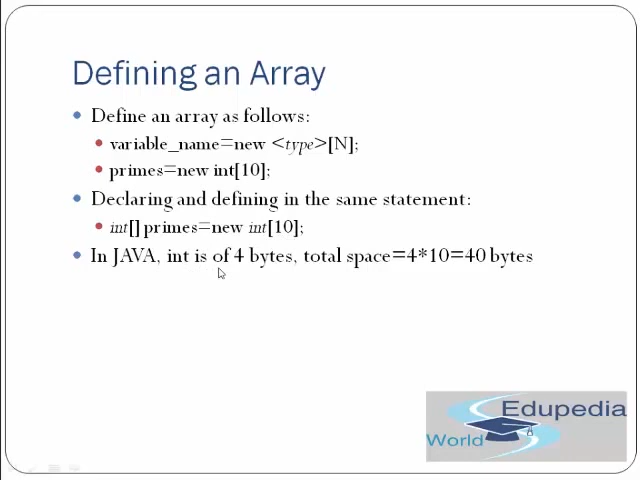 Defining an Array
Define an array as follows:
variable_name=new <type>[N];
primes=new int[10];
Declaring and defining in the same statement:
int[] primes=new int[10];
In JAVA, int is of 4 bytes, total space=4*10=40 bytes
Edupedia
World